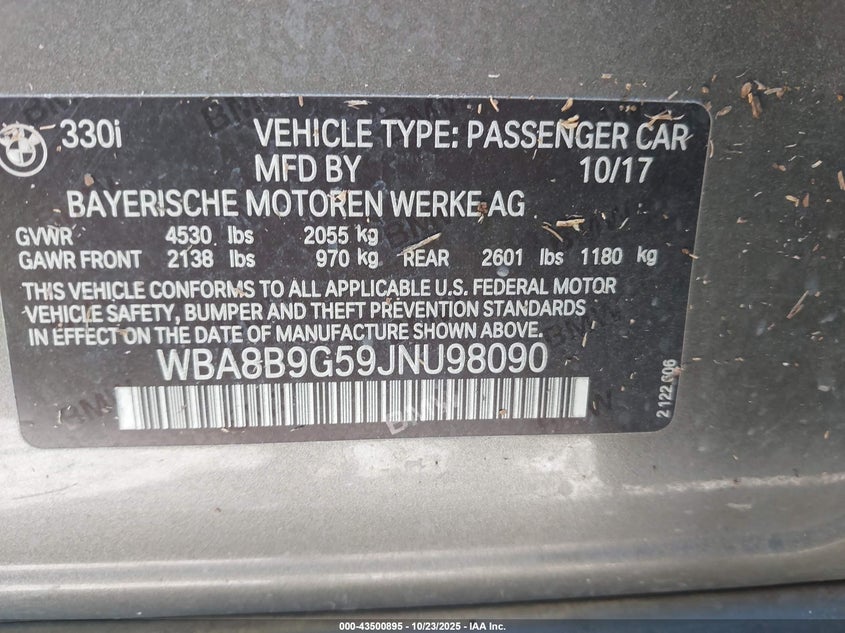 330i VEHICLE TYPE: PASSENGER CAR
MFD BY 10/17
BAYERISCHE MOTOREN WERKE AG
GVWR 4530 lbs 2055 kg
GAWR FRONT 2138 lbs 970 kg REAR 2601 lbs 1180 kg
THIS VEHICLE CONFORMS TO ALL APPLICABLE U.S. FEDERAL MOTOR
VEHICLE SAFETY, BUMPER AND THEFT PREVENTION STANDARDS
IN EFFECT ON THE DATE OF MANUFACTURE SHOWN ABOVE.
WBA8B9G59JNU98090
2122606
000-43500895 - 10/23/2025 - IAA Inc.